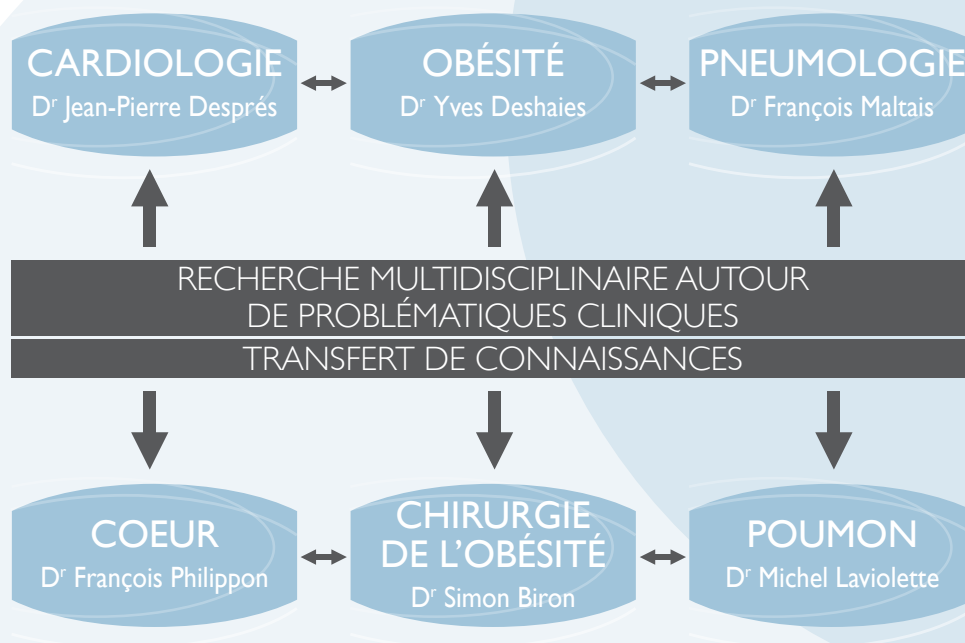 CARDIOLOGIE
Dr Jean-Pierre Després
OBÉSITÉ
Dr Yves Deshaies
PNEUMOLOGIE
Dr François Maltais
RECHERCHE MULTIDISCIPLINAIRE AUTOUR
DE PROBLÉMATIQUES CLINIQUES
TRANSFERT DE CONNAISSANCES
COEUR
Dr François Philippon
CHIRURGIE
DE L'OBÉSITÉ
Dr Simon Biron
POUMON
Dr Michel Laviolette